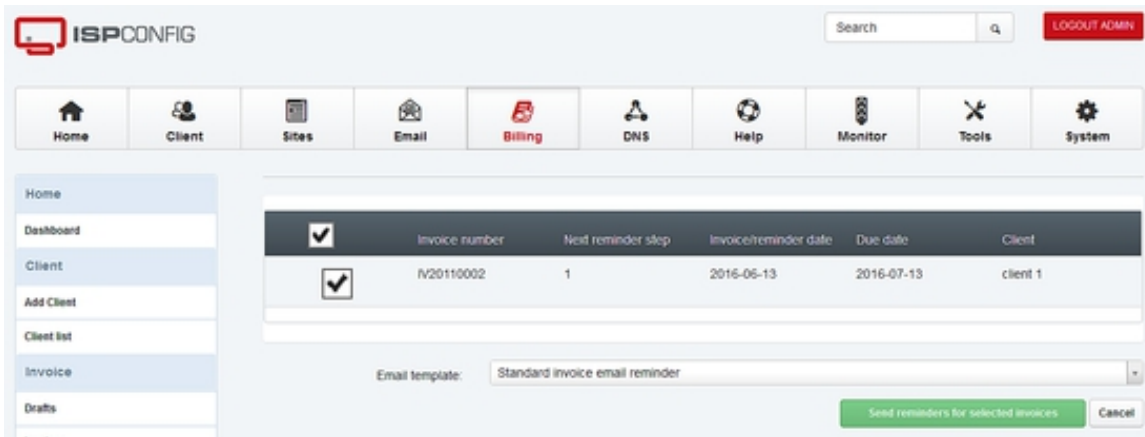 ISPCONFIG
Search
LOGOUT ADMIN
Home Client Sites Email Billing DNS Help Monitor Tools System
Home
Dashboard
Client
Add Client
Client list
Invoice
Drafts
Invoice number Next reminder step Invoice/reminder date Due date Client
IV20110002 1 2016-06-13 2016-07-13 client 1
Email template: Standard invoice email reminder
Send reminders for selected invoices Cancel